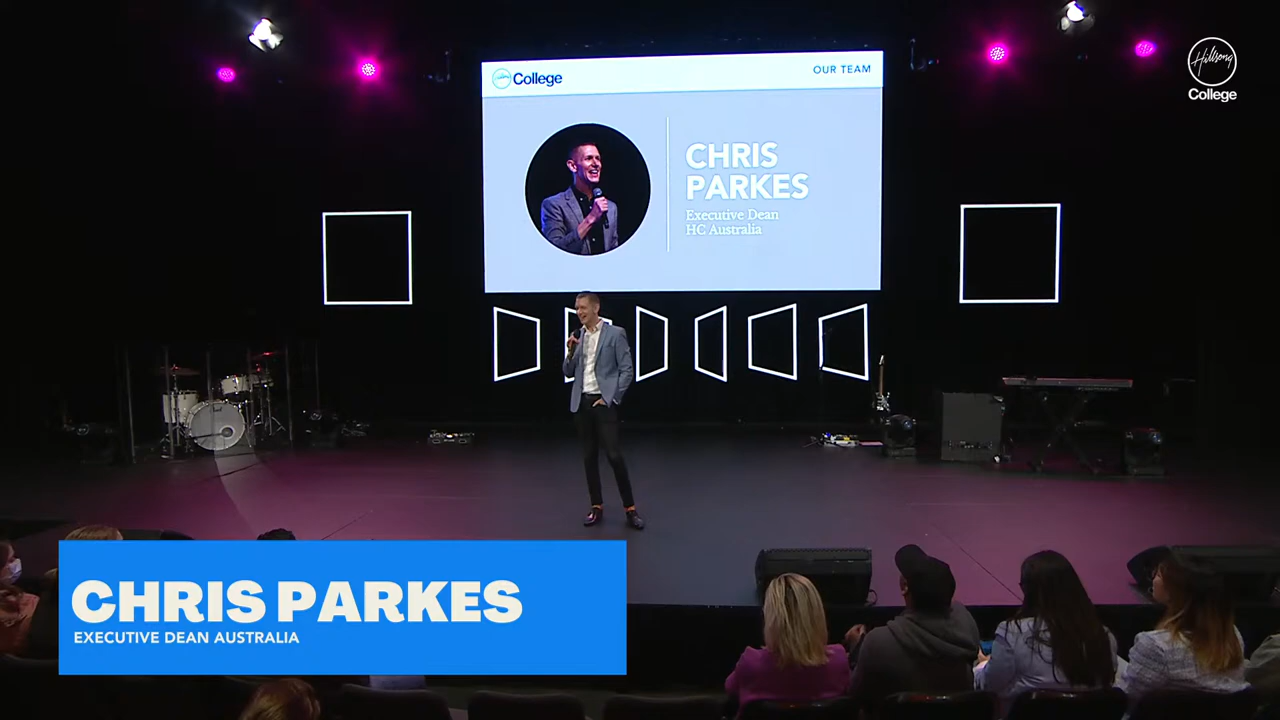 College
OUR TEAM
CHRIS
PARKES
Executive Dean
HC Australia
Hillsong
College
CHRIS PARKES
EXECUTIVE DEAN AUSTRALIA